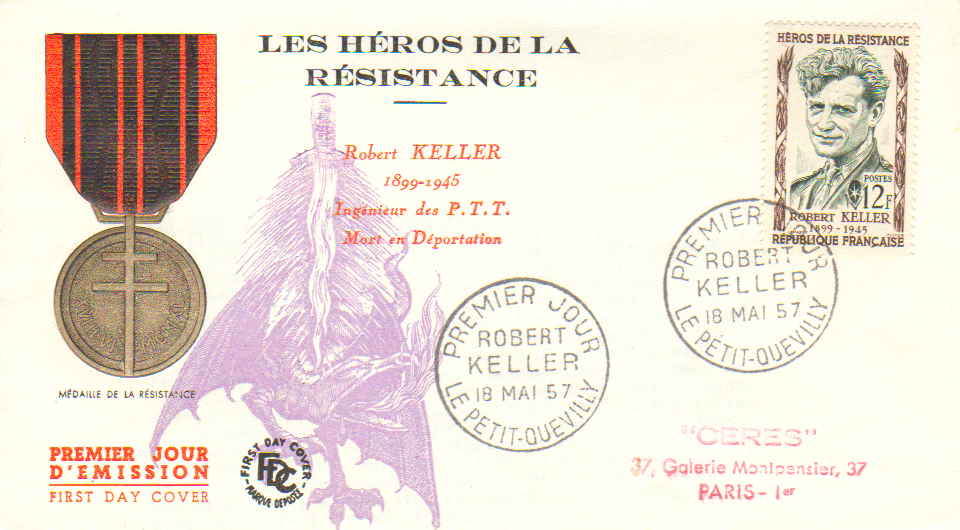 LES HÉROS DE LA
RÉSISTANCE
Robert KELLER
1899-1945
Ingénieur des P.T.T.
Mort en Déportation
HÉROS DE LA RÉSISTANCE
POSTES
12F
ROBERT KELLER
1899-1945
RÉPUBLIQUE FRANÇAISE
PREMIER JOUR
ROBERT
KELLER
18 MAI 57
LE PETIT-QUEVILLY
PREMIER JOUR
ROBERT
KELLER
18 MAI 57
LE PETIT-QUEVILLY
MÉDAILLE DE LA RÉSISTANCE
PREMIER JOUR
D'ÉMISSION
FIRST DAY COVER
FIRST DAY COVER
FDC
MARQUE DÉPOSÉE
"CERES"
37, Galerie Montpensier, 37
PARIS - 1er